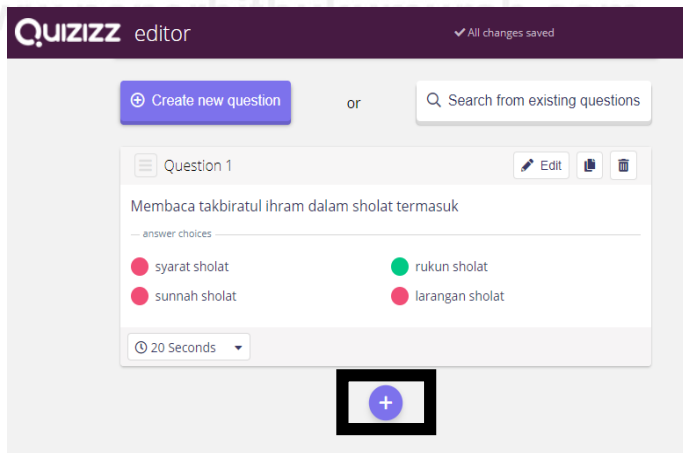 Quizizz editor
All changes saved
Create new question
or
Search from existing questions
Question 1
Edit
Membaca takbiratul ihram dalam sholat termasuk
answer choices
syarat sholat
rukun sholat
sunnah sholat
larangan sholat
20 Seconds
+